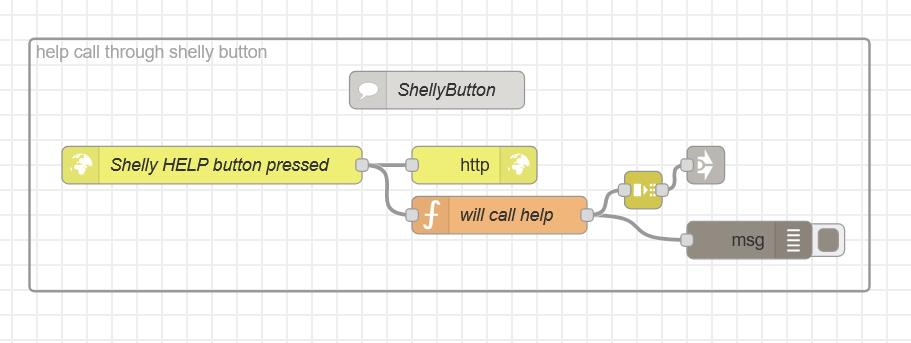 help call through shelly button
ShellyButton
Shelly HELP button pressed
http
will call help
msg